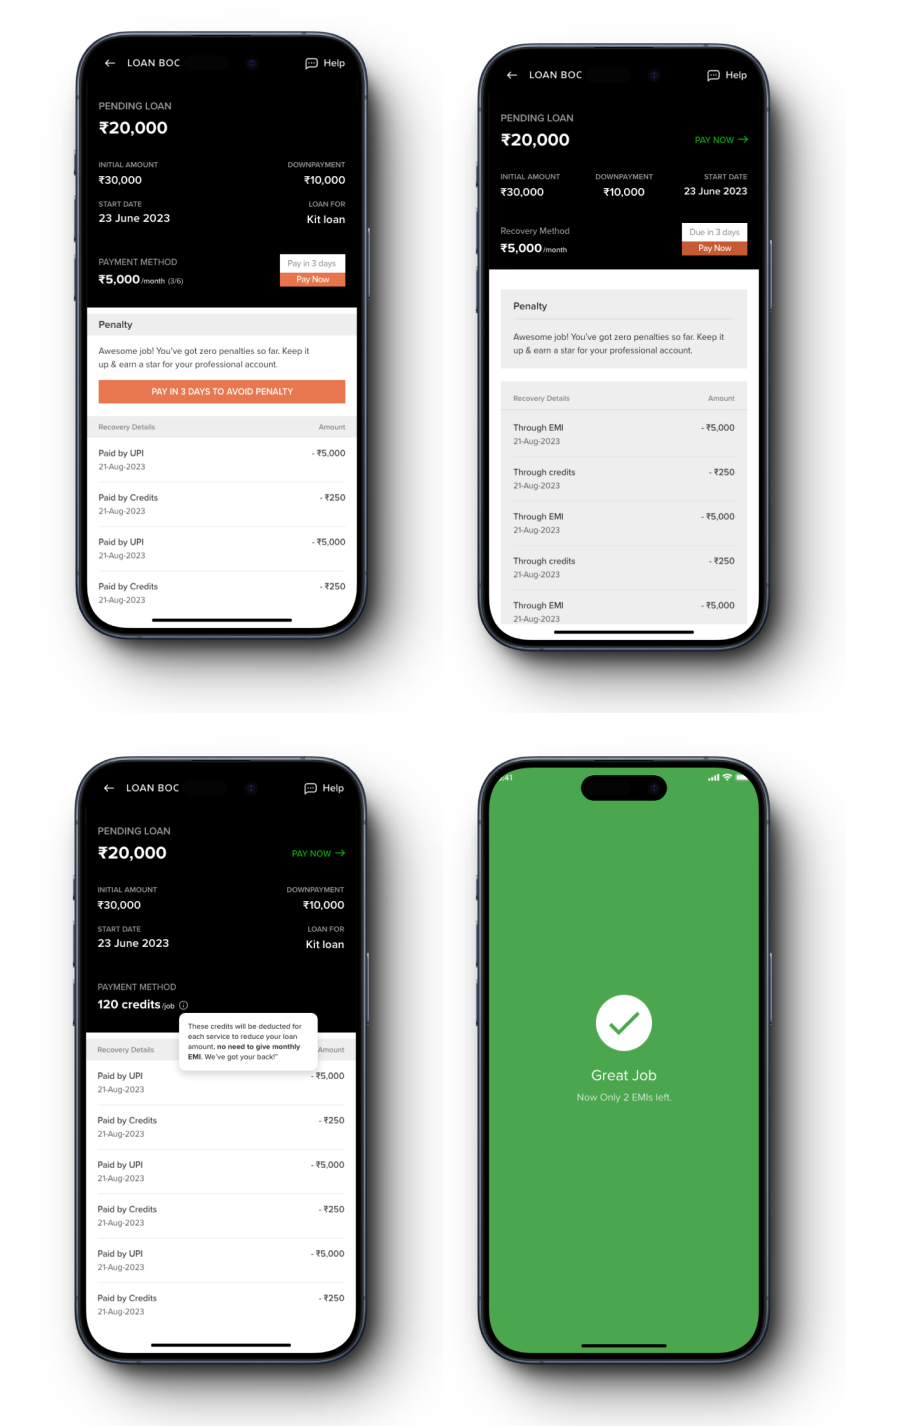 LOAN BOC
Help
PENDING LOAN
₹20,000
INITIAL AMOUNT DOWNPAYMENT
₹30,000 ₹10,000
START DATE LOAN FOR
23 June 2023 Kit loan
PAYMENT METHOD
₹5,000 /month (3/6)
Pay in 3 days
Pay Now
Penalty
Awesome job! You've got zero penalties so far. Keep it
up & earn a star for your professional account.
PAY IN 3 DAYS TO AVOID PENALTY
Recovery Details Amount
Paid by UPI - ₹5,000
21-Aug-2023
Paid by Credits - ₹250
21-Aug-2023
Paid by UPI - ₹5,000
21-Aug-2023
Paid by Credits - ₹250
21-Aug-2023
LOAN BOC
Help
PENDING LOAN
₹20,000 PAY NOW →
INITIAL AMOUNT DOWNPAYMENT START DATE
₹30,000 ₹10,000 23 June 2023
Recovery Method
₹5,000 /month
Due in 3 days
Pay Now
Penalty
Awesome job! You've got zero penalties so far. Keep it
up & earn a star for your professional account.
Recovery Details Amount
Through EMI - ₹5,000
21-Aug-2023
Through credits - ₹250
21-Aug-2023
Through EMI - ₹5,000
21-Aug-2023
Through credits - ₹250
21-Aug-2023
Through EMI - ₹5,000
21-Aug-2023
LOAN BOC
Help
PENDING LOAN
₹20,000 PAY NOW →
INITIAL AMOUNT DOWNPAYMENT
₹30,000 ₹10,000
START DATE LOAN FOR
23 June 2023 Kit loan
PAYMENT METHOD
120 credits /job
These credits will be deducted for
each service to reduce your loan
amount, no need to give monthly
EMI. We've got your back!"
Recovery Details Amount
Paid by UPI - ₹5,000
21-Aug-2023
Paid by Credits - ₹250
21-Aug-2023
Paid by UPI - ₹5,000
21-Aug-2023
Paid by Credits - ₹250
21-Aug-2023
Paid by UPI - ₹5,000
21-Aug-2023
Paid by Credits - ₹250
21-Aug-2023
:41
Great Job
Now Only 2 EMIs left.